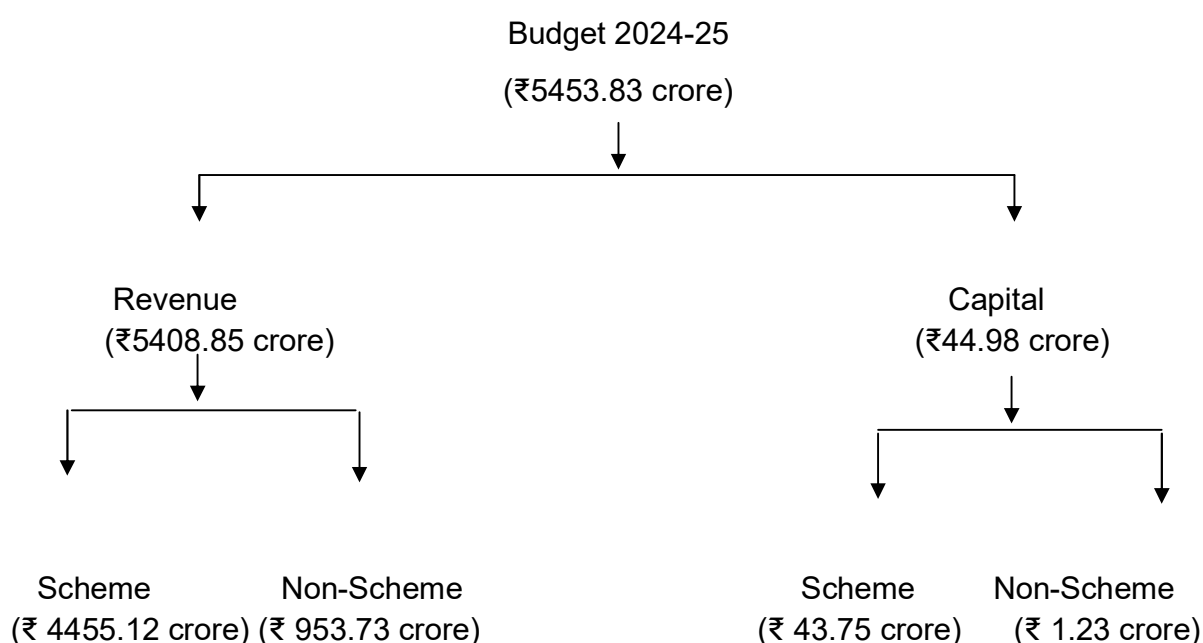 Budget 2024-25
(₹5453.83 crore)
Revenue
(₹5408.85 crore)
Capital
(₹44.98 crore)
Scheme
(₹ 4455.12 crore)
Non-Scheme
(₹ 953.73 crore)
Scheme
(₹ 43.75 crore)
Non-Scheme
(₹ 1.23 crore)